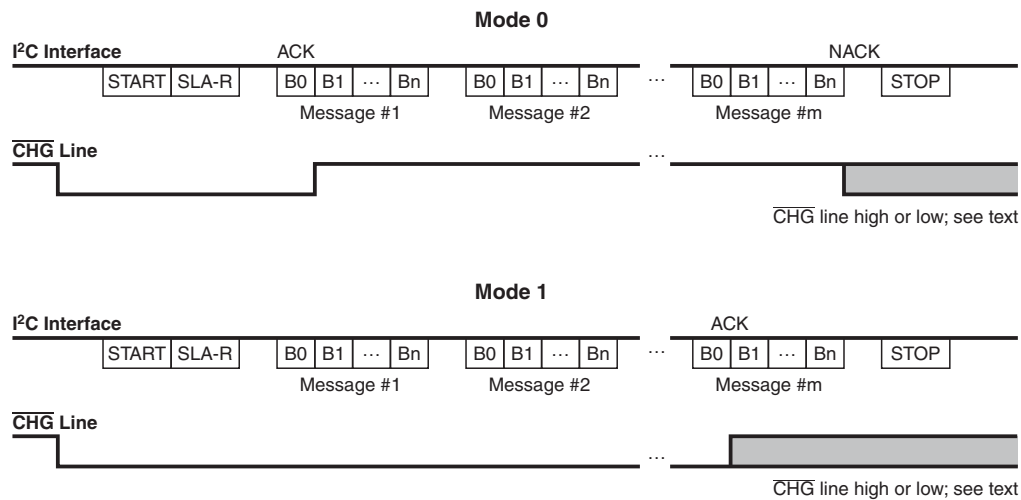 Mode 0
I²C Interface
ACK
NACK
START SLA-R B0 B1 ... Bn B0 B1 ... Bn ... B0 B1 ... Bn STOP
Message #1 Message #2 Message #m
CHG Line
...
CHG line high or low; see text
Mode 1
I²C Interface
ACK
START SLA-R B0 B1 ... Bn B0 B1 ... Bn ... B0 B1 ... Bn STOP
Message #1 Message #2 Message #m
CHG Line
...
CHG line high or low; see text